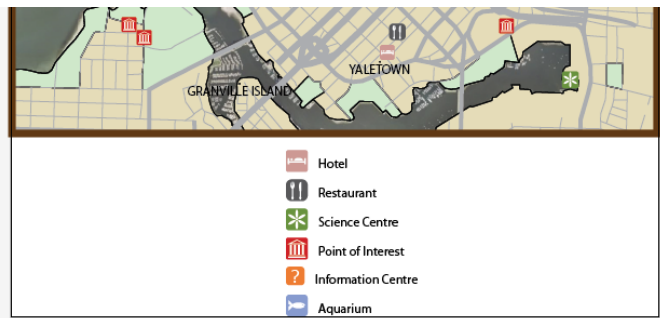 YALETOWN
GRANVILLE ISLAND
Hotel
Restaurant
Science Centre
Point of Interest
? Information Centre
Aquarium